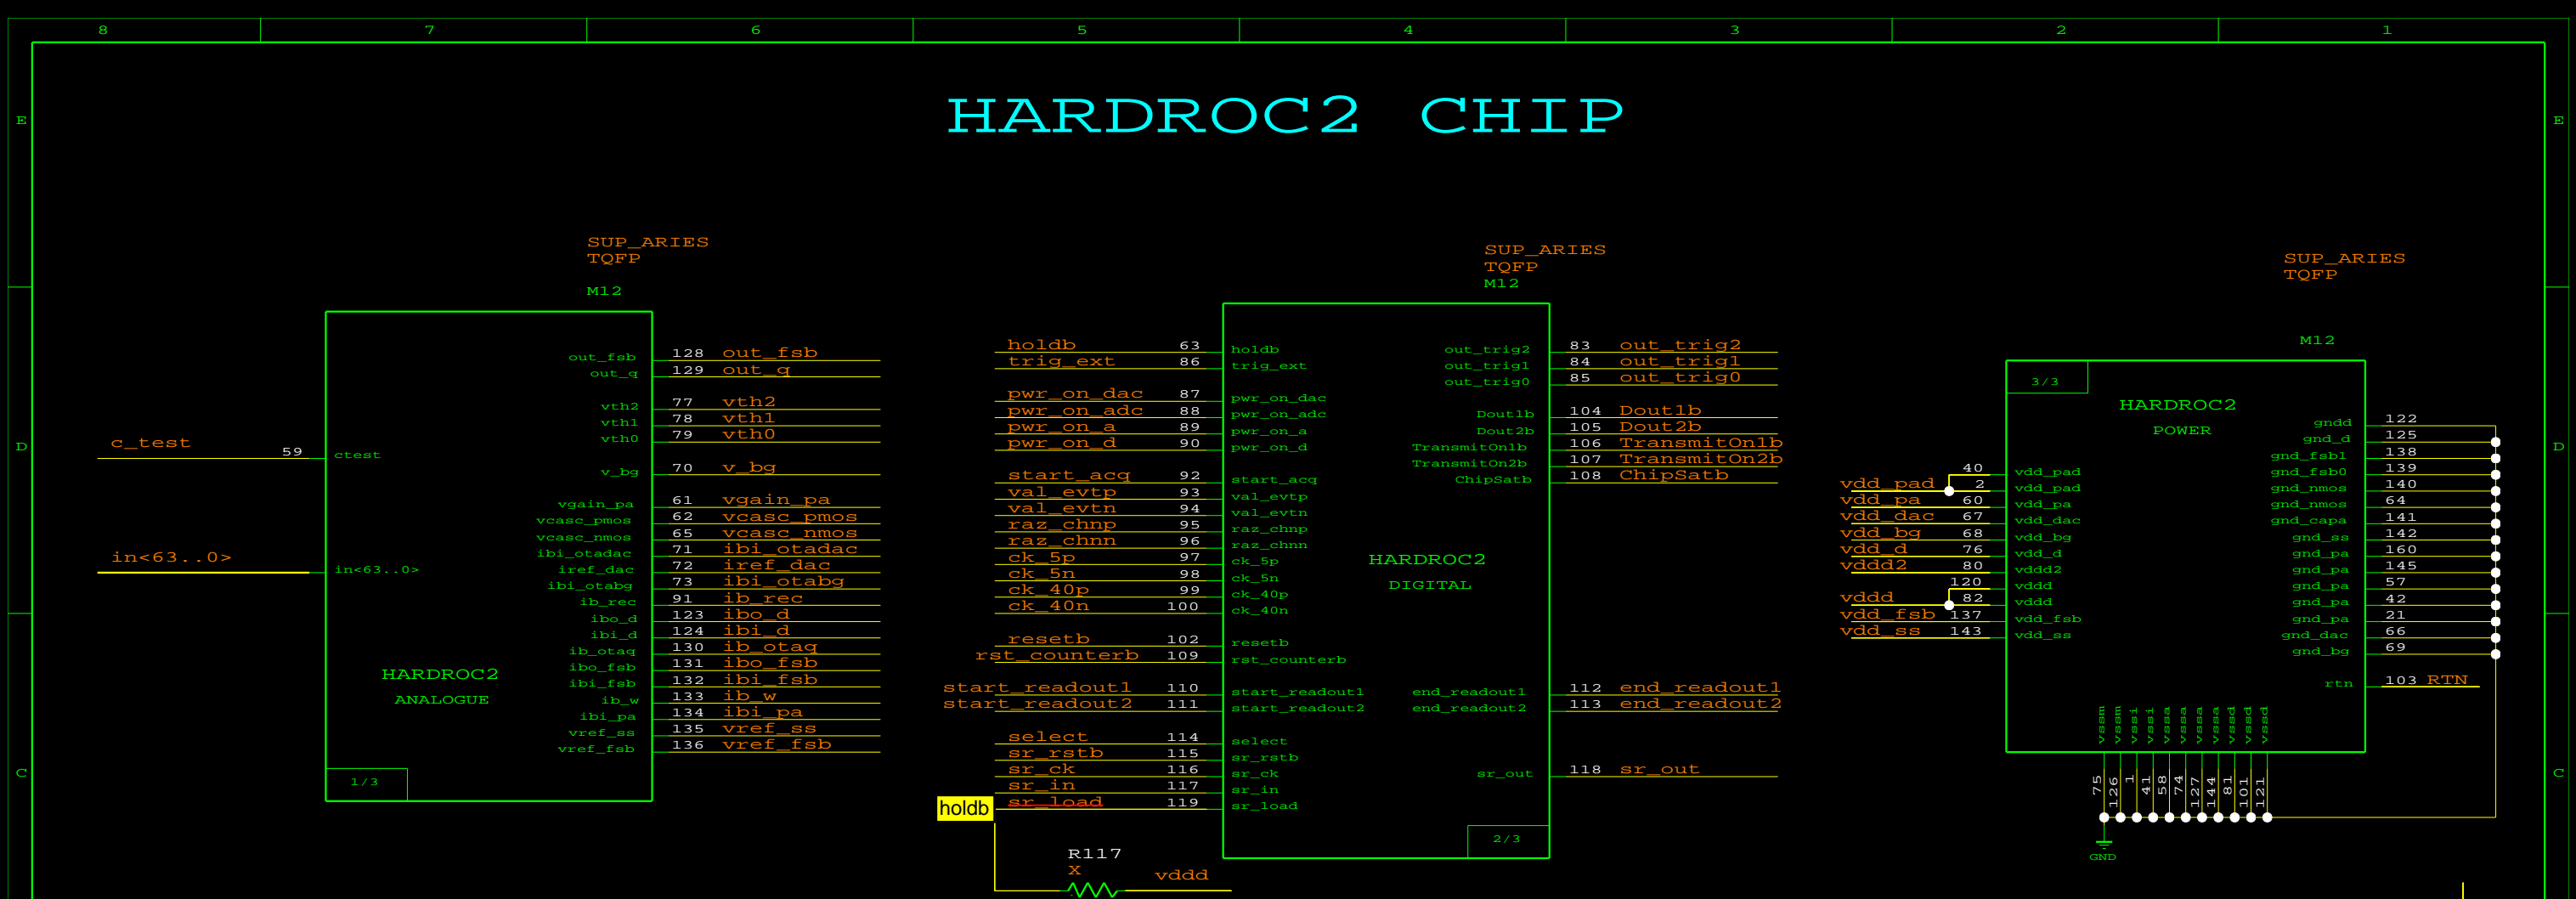 8 7 6 5 4 3 2 1
E E
HARDROC2 CHIP
SUP_ARIES
TQFP
M12
out_fsb 128 out_fsb
out_q 129 out_q
vth2 77 vth2
vth1 78 vth1
vth0 79 vth0
v_bg 70 v_bg
vgain_pa 61 vgain_pa
vcasc_pmos 62 vcasc_pmos
vcasc_nmos 65 vcasc_nmos
ibi_otadac 71 ibi_otadac
iref_dac 72 iref_dac
ibi_otabg 73 ibi_otabg
ib_rec 91 ib_rec
ibo_d 123 ibo_d
ibi_d 124 ibi_d
ib_otaq 130 ib_otaq
ibo_fsb 131 ibo_fsb
ibi_fsb 132 ibi_fsb
ib_w 133 ib_w
ibi_pa 134 ibi_pa
vref_ss 135 vref_ss
vref_fsb 136 vref_fsb
c_test 59 ctest
in<63..0> in<63..0>
HARDROC2
ANALOGUE
1/3
SUP_ARIES
TQFP
M12
holdb 63 holdb
trig_ext 86 trig_ext
pwr_on_dac 87 pwr_on_dac
pwr_on_adc 88 pwr_on_adc
pwr_on_a 89 pwr_on_a
pwr_on_d 90 pwr_on_d
start_acq 92 start_acq
val_evtp 93 val_evtp
val_evtn 94 val_evtn
raz_chnp 95 raz_chnp
raz_chnn 96 raz_chnn
ck_5p 97 ck_5p
ck_5n 98 ck_5n
ck_40p 99 ck_40p
ck_40n 100 ck_40n
resetb 102 resetb
rst_counterb 109 rst_counterb
start_readout1 110 start_readout1
start_readout2 111 start_readout2
select 114 select
sr_rstb 115 sr_rstb
sr_ck 116 sr_ck
sr_in 117 sr_in
holdb sr_load 119 sr_load
out_trig2 83 out_trig2
out_trig1 84 out_trig1
out_trig0 85 out_trig0
Dout1b 104 Dout1b
Dout2b 105 Dout2b
TransmitOn1b 106 TransmitOn1b
TransmitOn2b 107 TransmitOn2b
ChipSatb 108 ChipSatb
HARDROC2
DIGITAL
end_readout1 112 end_readout1
end_readout2 113 end_readout2
sr_out 118 sr_out
2/3
R117
X
vddd
SUP_ARIES
TQFP
M12
3/3
HARDROC2
POWER
40 vdd_pad
vdd_pad 2 vdd_pad
vdd_pa 60 vdd_pa
vdd_dac 67 vdd_dac
vdd_bg 68 vdd_bg
vdd_d 76 vdd_d
vddd2 80 vddd2
120 vddd
vddd 82 vddd
vdd_fsb 137 vdd_fsb
vdd_ss 143 vdd_ss
gndd 122
gnd_d 125
gnd_fsb1 138
gnd_fsb0 139
gnd_nmos 140
gnd_nmos 64
gnd_capa 141
gnd_ss 142
gnd_pa 160
gnd_pa 145
gnd_pa 57
gnd_pa 42
gnd_pa 21
gnd_dac 66
gnd_bg 69
rtn 103 RTN
vssm vssm vssi vssi vssa vssa vssa vssa vssd vssd vssd
75 126 1 41 58 74 127 144 81 101 121
GND
D D
C C